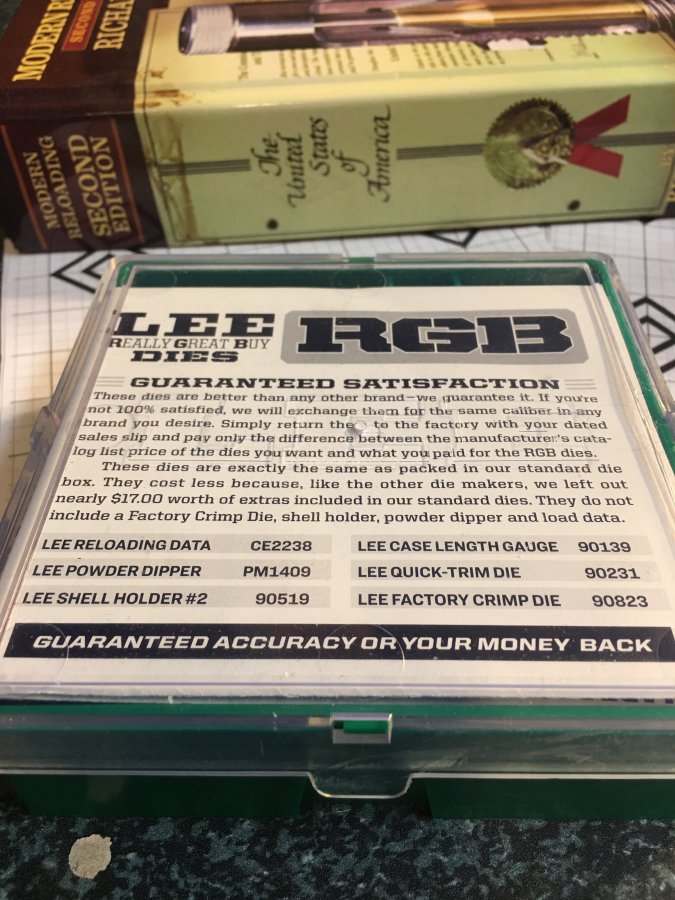 MODERN
SECOND
RICHA
MODERN
RELOADING
SECOND
EDITION
The
United
States
of
America
BY
LEE
REALLY GREAT BUY
DIES
RGB
GUARANTEED SATISFACTION
These dies are better than any other brand—we guarantee it. If you're
not 100% satisfied, we will exchange them for the same caliber in any
brand you desire. Simply return the to the factory with your dated
sales slip and pay only the difference between the manufacturer's cata-
log list price of the dies you want and what you paid for the RGB dies.
These dies are exactly the same as packed in our standard die
box. They cost less because, like the other die makers, we left out
nearly $17.00 worth of extras included in our standard dies. They do not
include a Factory Crimp Die, shell holder, powder dipper and load data.
LEE RELOADING DATA CE2238
LEE CASE LENGTH GAUGE 90139
LEE POWDER DIPPER PM1409
LEE QUICK-TRIM DIE 90231
LEE SHELL HOLDER #2 90519
LEE FACTORY CRIMP DIE 90823
GUARANTEED ACCURACY OR YOUR MONEY BACK